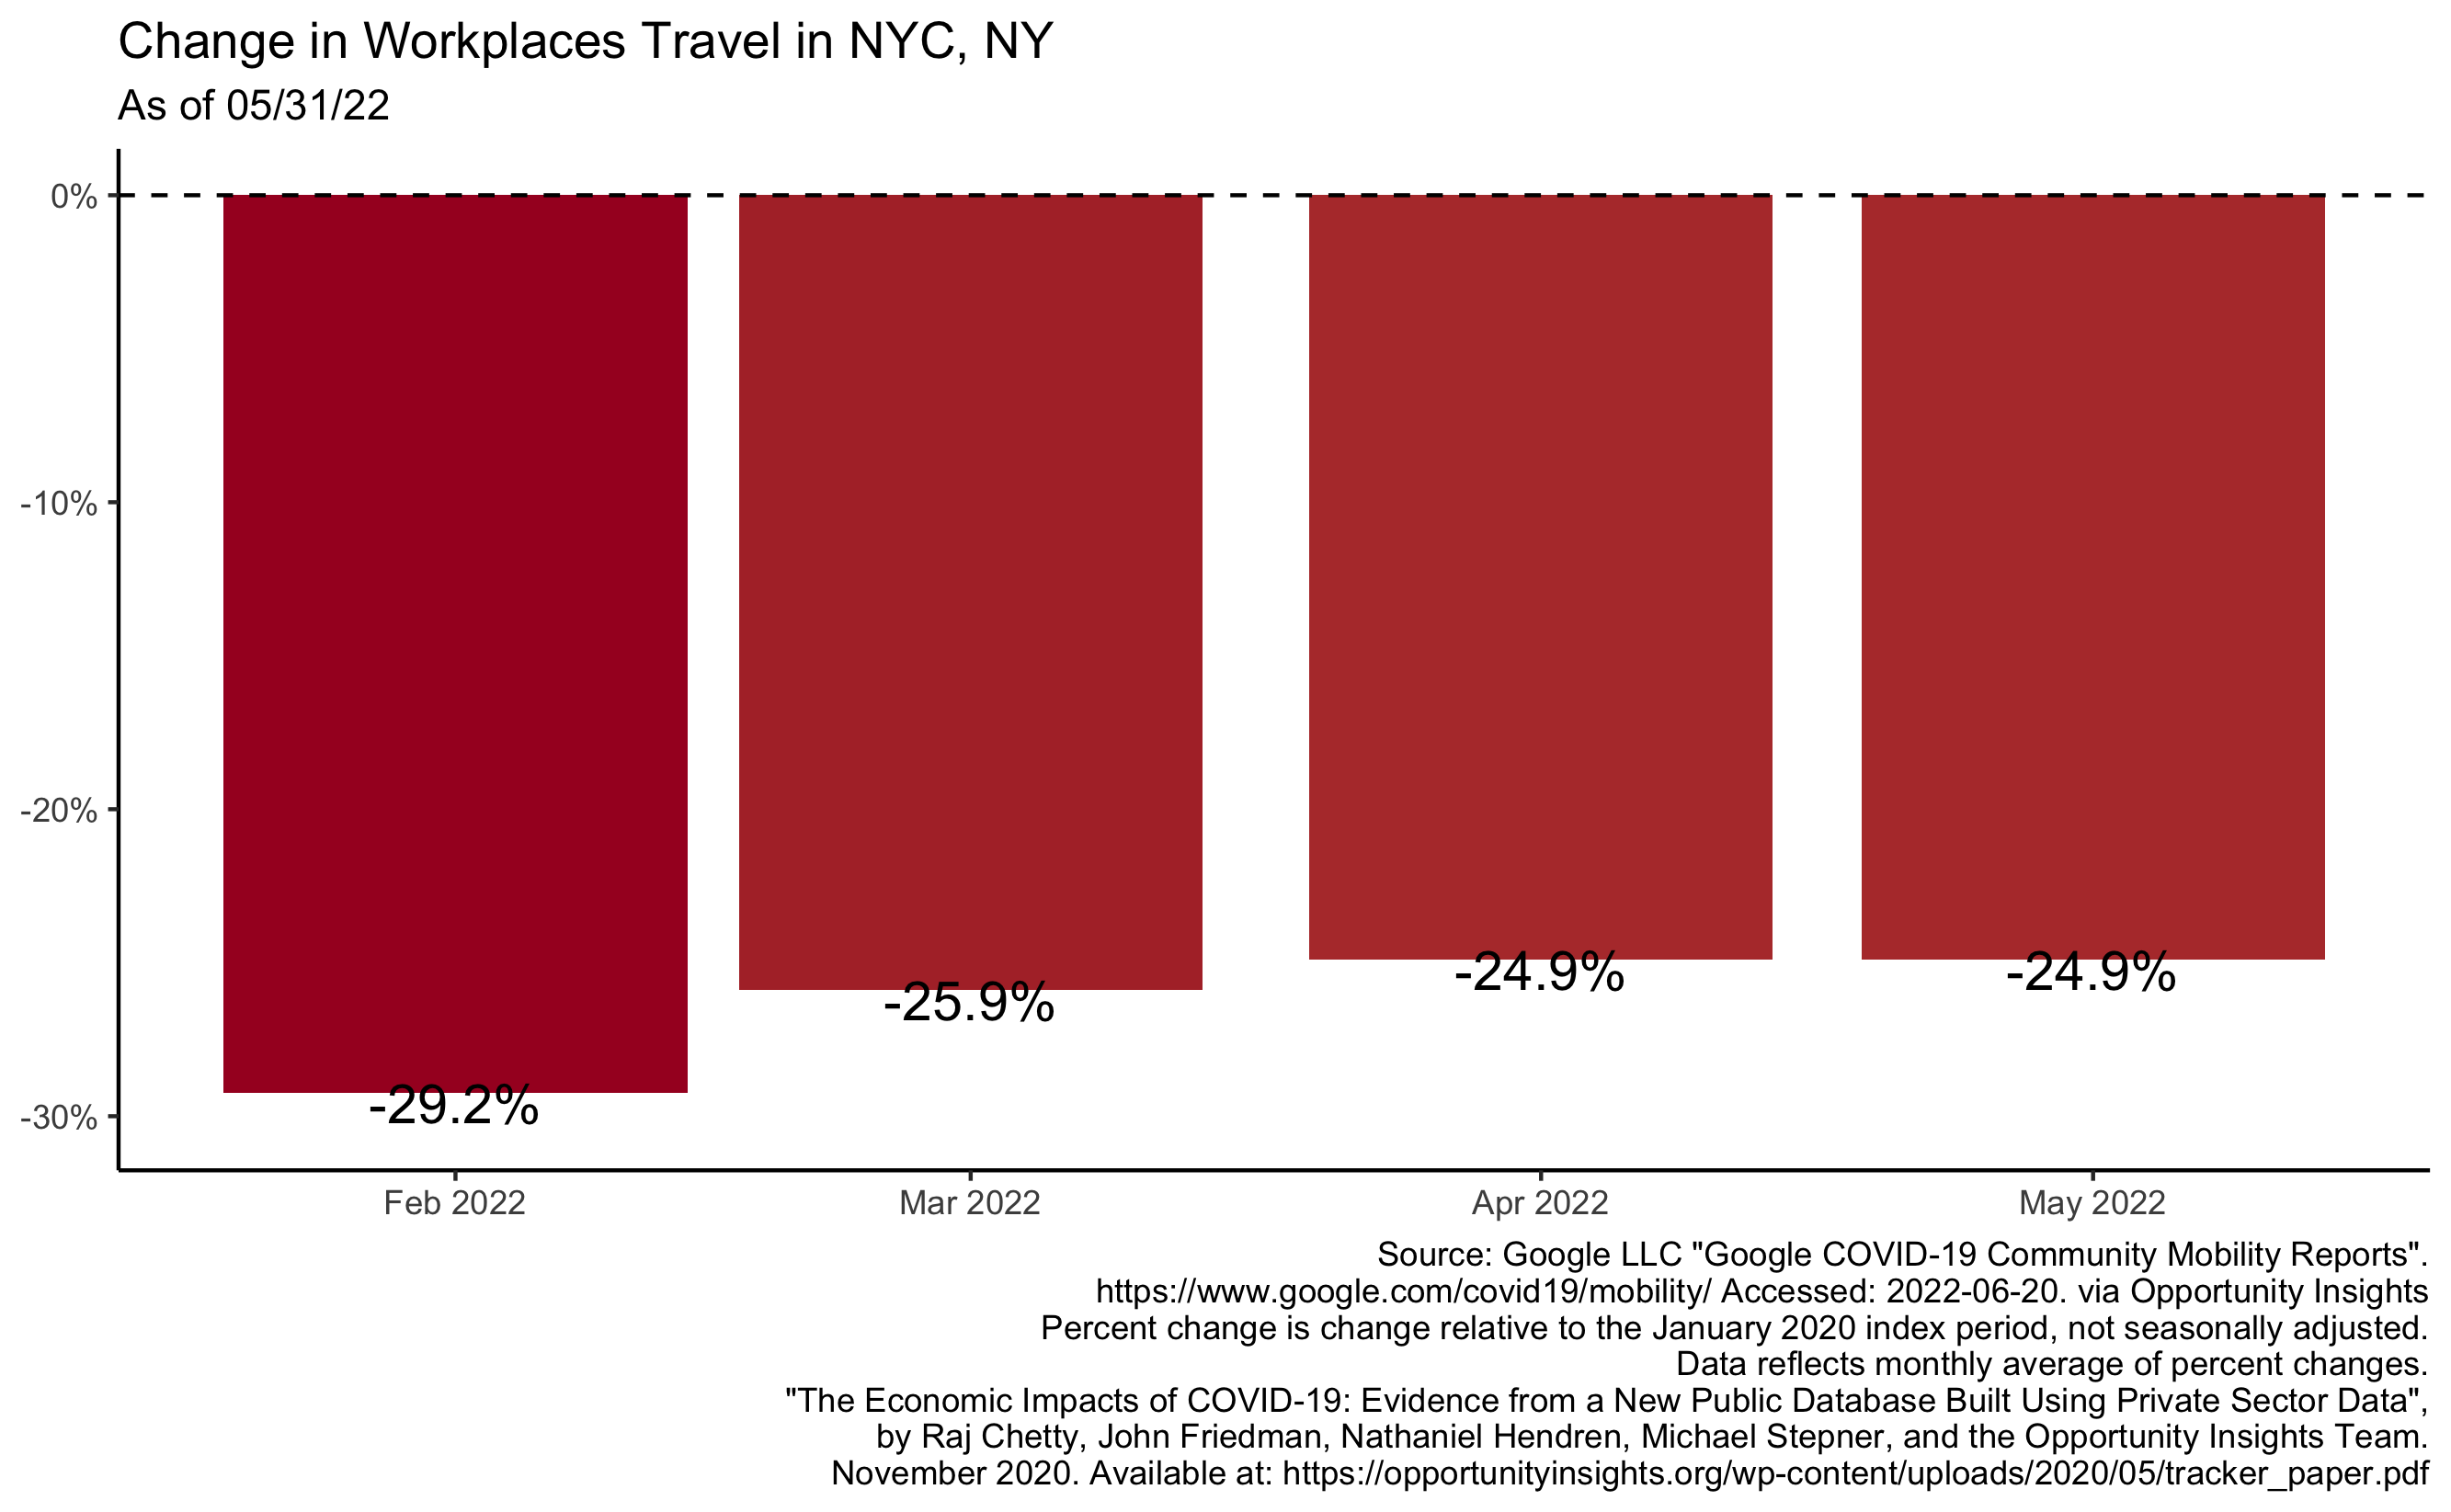 Change in Workplaces Travel in NYC, NY
As of 05/31/22
0%
-10%
-20%
-30%
-29.2%
-25.9%
-24.9%
-24.9%
Feb 2022
Mar 2022
Apr 2022
May 2022
Source: Google LLC "Google COVID-19 Community Mobility Reports".
https://www.google.com/covid19/mobility/ Accessed: 2022-06-20. via Opportunity Insights
Percent change is change relative to the January 2020 index period, not seasonally adjusted.
Data reflects monthly average of percent changes.
"The Economic Impacts of COVID-19: Evidence from a New Public Database Built Using Private Sector Data",
by Raj Chetty, John Friedman, Nathaniel Hendren, Michael Stepner, and the Opportunity Insights Team.
November 2020. Available at: https://opportunityinsights.org/wp-content/uploads/2020/05/tracker_paper.pdf